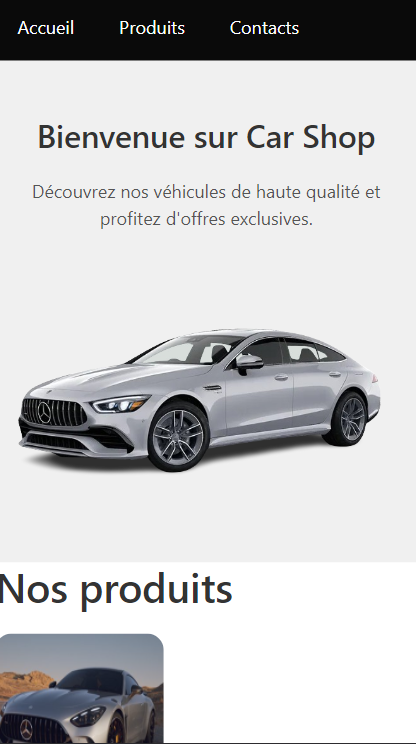 Accueil Produits Contacts
Bienvenue sur Car Shop
Découvrez nos véhicules de haute qualité et
profitez d'offres exclusives.
Nos produits